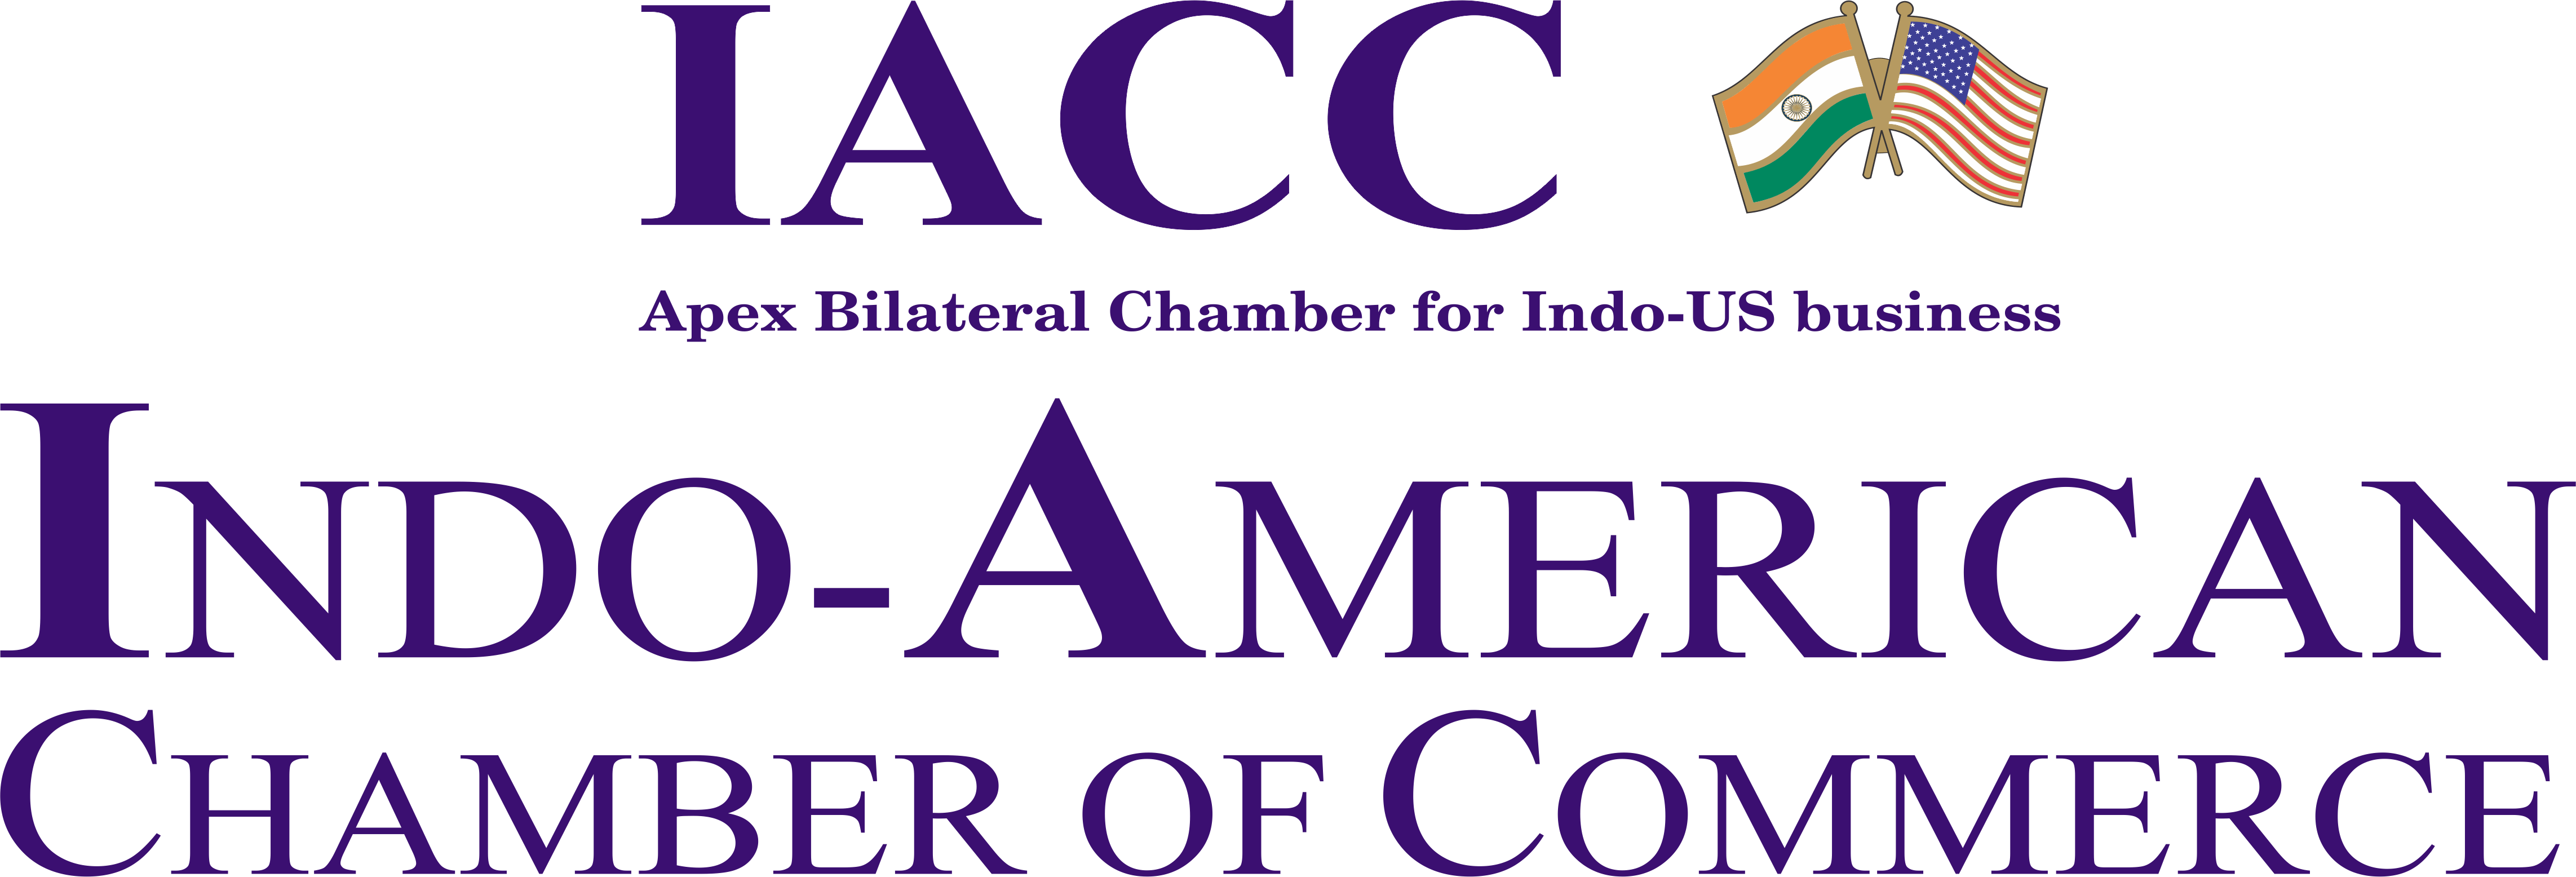 IACC
Apex Bilateral Chamber for Indo-US business
INDO-AMERICAN
CHAMBER OF COMMERCE